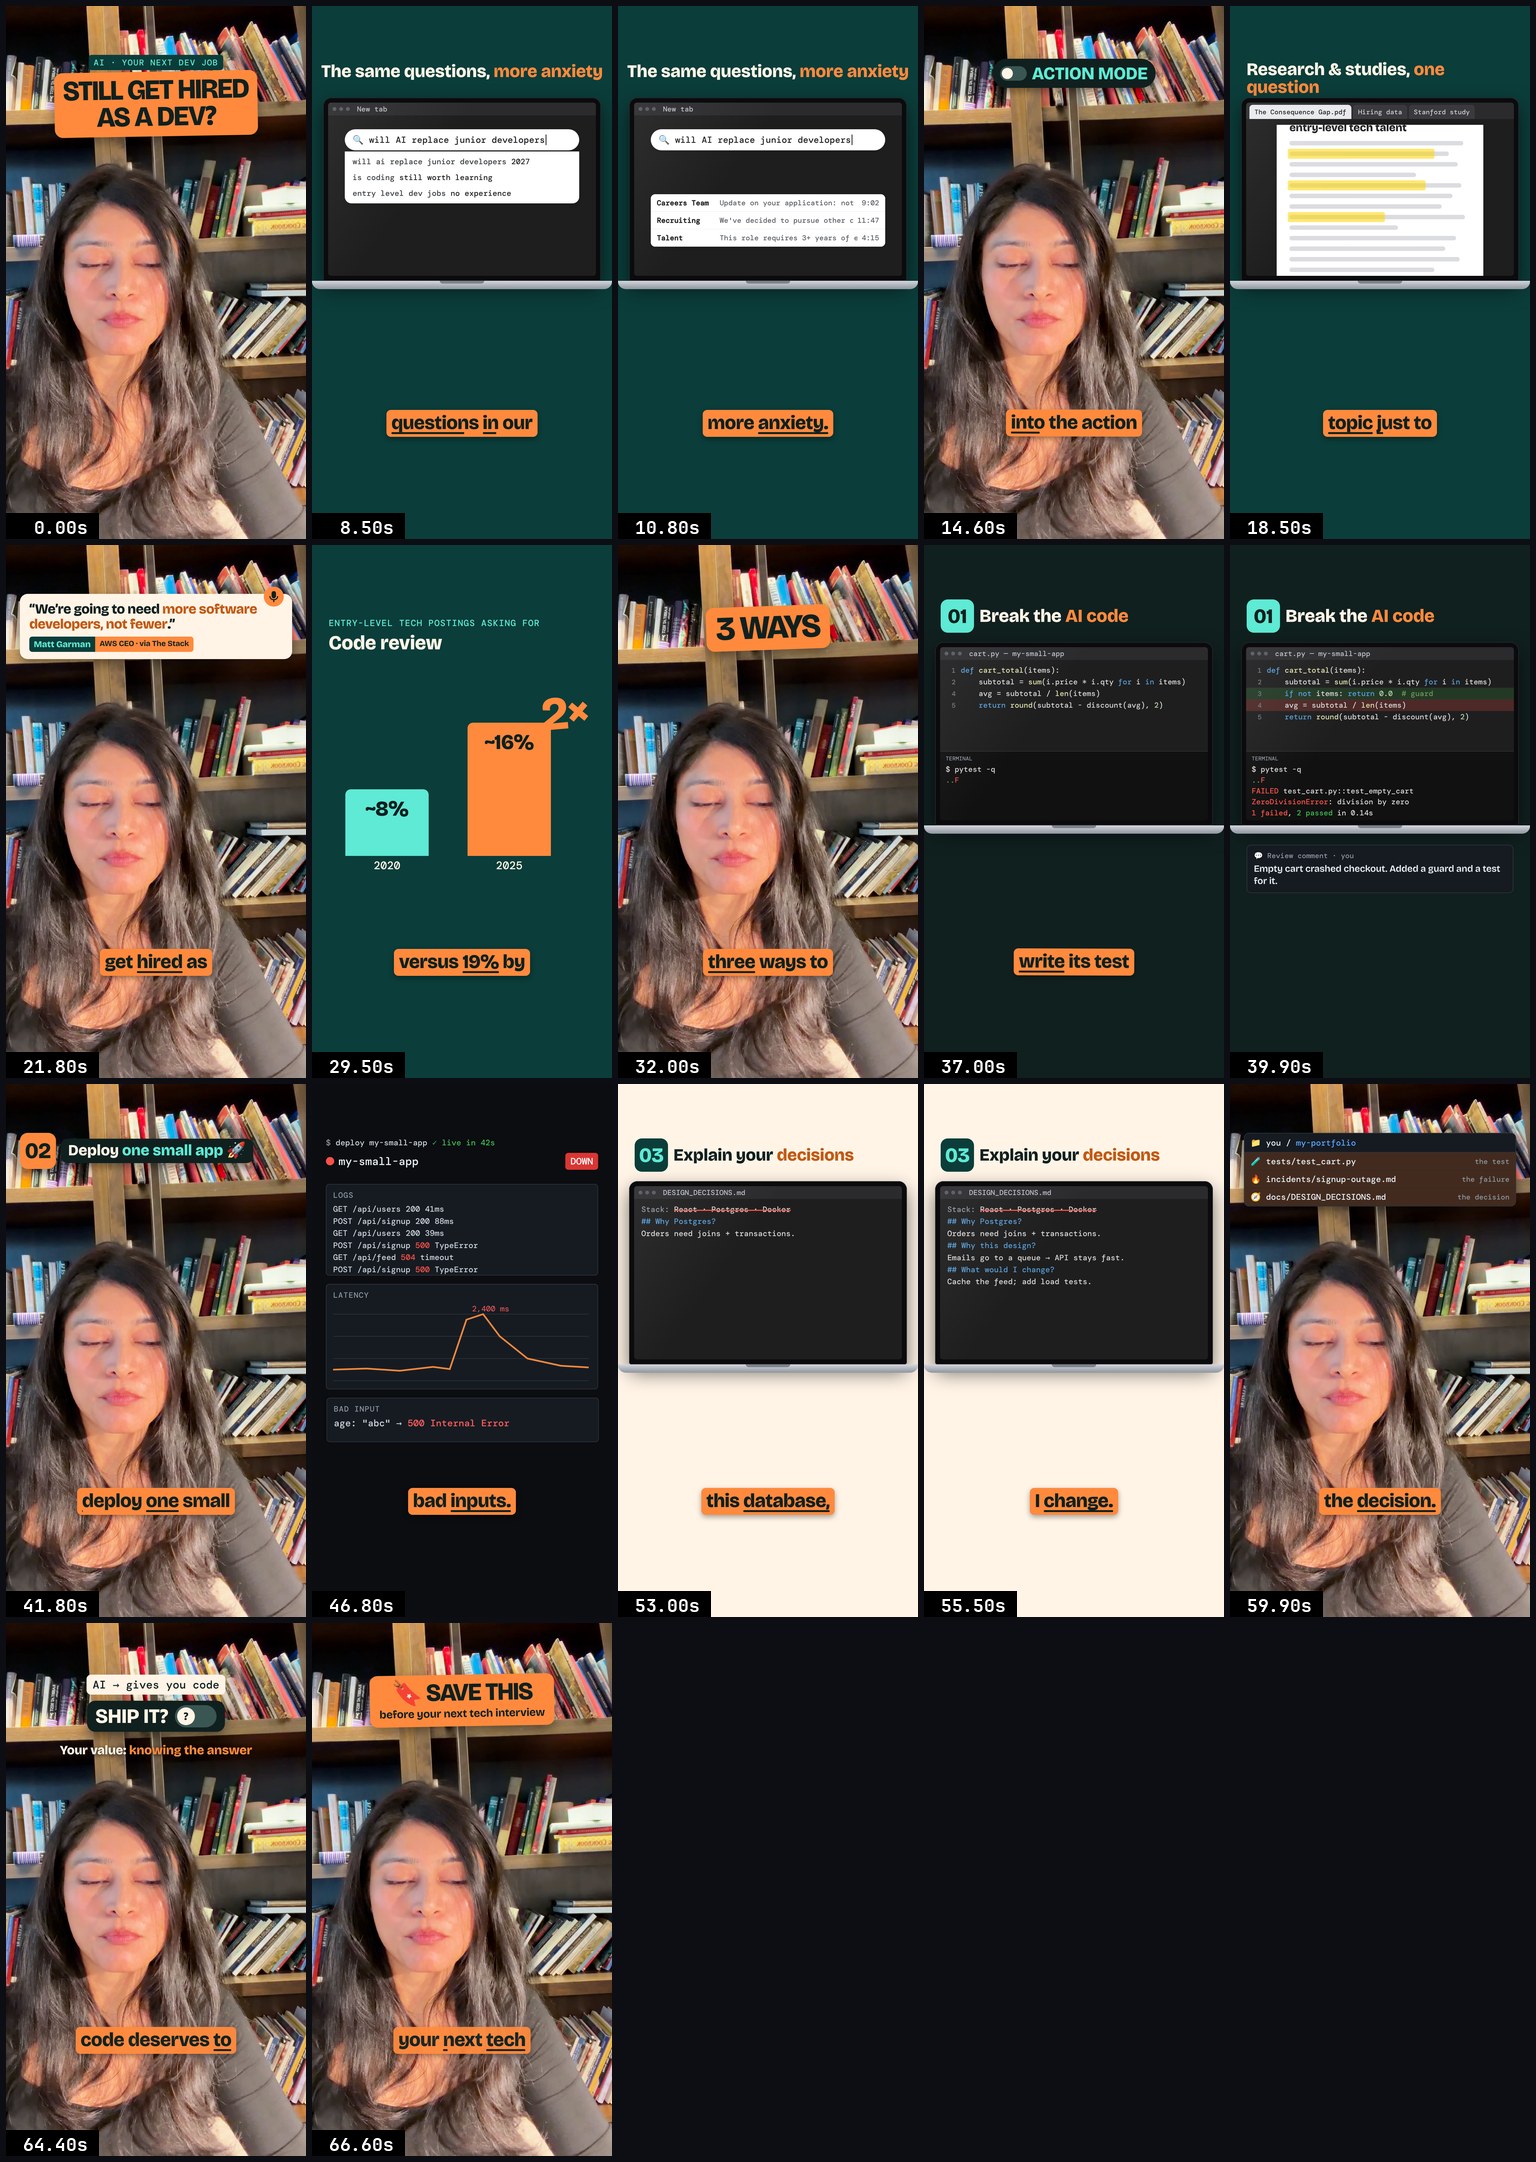 AI · YOUR NEXT DEV JOB
STILL GET HIRED
AS A DEV?
0.00s
The same questions, more anxiety
New tab
will AI replace junior developers
will ai replace junior developers 2027
is coding still worth learning
entry level dev jobs no experience
questions in our
8.50s
The same questions, more anxiety
New tab
will AI replace junior developers
Careers Team Update on your application: not 9:02
Recruiting We've decided to pursue other c 11:47
Talent This role requires 3+ years of e 4:15
more anxiety.
10.80s
ACTION MODE
into the action
14.60s
Research & studies, one
question
The Consequence Gap.pdf Hiring data Stanford study
entry-level tech talent
topic just to
18.50s
“We're going to need more software
developers, not fewer.”
Matt Garman AWS CEO · via The Stack
get hired as
21.80s
ENTRY-LEVEL TECH POSTINGS ASKING FOR
Code review
2×
~16%
~8%
2020 2025
versus 19% by
29.50s
3 WAYS
three ways to
32.00s
01 Break the AI code
cart.py — my-small-app
1 def cart_total(items):
2 subtotal = sum(i.price * i.qty for i in items)
4 avg = subtotal / len(items)
5 return round(subtotal - discount(avg), 2)
TERMINAL
$ pytest -q
..F
write its test
37.00s
01 Break the AI code
cart.py — my-small-app
1 def cart_total(items):
2 subtotal = sum(i.price * i.qty for i in items)
3 if not items: return 0.0 # guard
4 avg = subtotal / len(items)
5 return round(subtotal - discount(avg), 2)
TERMINAL
$ pytest -q
..F
FAILED test_cart.py::test_empty_cart
ZeroDivisionError: division by zero
1 failed, 2 passed in 0.14s
Review comment · you
Empty cart crashed checkout. Added a guard and a test
for it.
39.90s
02 Deploy one small app 🚀
deploy one small
41.80s
$ deploy my-small-app ✓ live in 42s
my-small-app DOWN
LOGS
GET /api/users 200 41ms
POST /api/signup 200 88ms
GET /api/users 200 39ms
POST /api/signup 500 TypeError
GET /api/feed 504 timeout
POST /api/signup 500 TypeError
LATENCY
2,400 ms
BAD INPUT
age: "abc" → 500 Internal Error
bad inputs.
46.80s
03 Explain your decisions
DESIGN_DECISIONS.md
Stack: React + Postgres + Docker
## Why Postgres?
Orders need joins + transactions.
this database,
53.00s
03 Explain your decisions
DESIGN_DECISIONS.md
Stack: React + Postgres + Docker
## Why Postgres?
Orders need joins + transactions.
## Why this design?
Emails go to a queue → API stays fast.
## What would I change?
Cache the feed; add load tests.
I change.
55.50s
you / my-portfolio
tests/test_cart.py the test
incidents/signup-outage.md the failure
docs/DESIGN_DECISIONS.md the decision
the decision.
59.90s
AI → gives you code
SHIP IT? ?
Your value: knowing the answer
code deserves to
64.40s
SAVE THIS
before your next tech interview
your next tech
66.60s